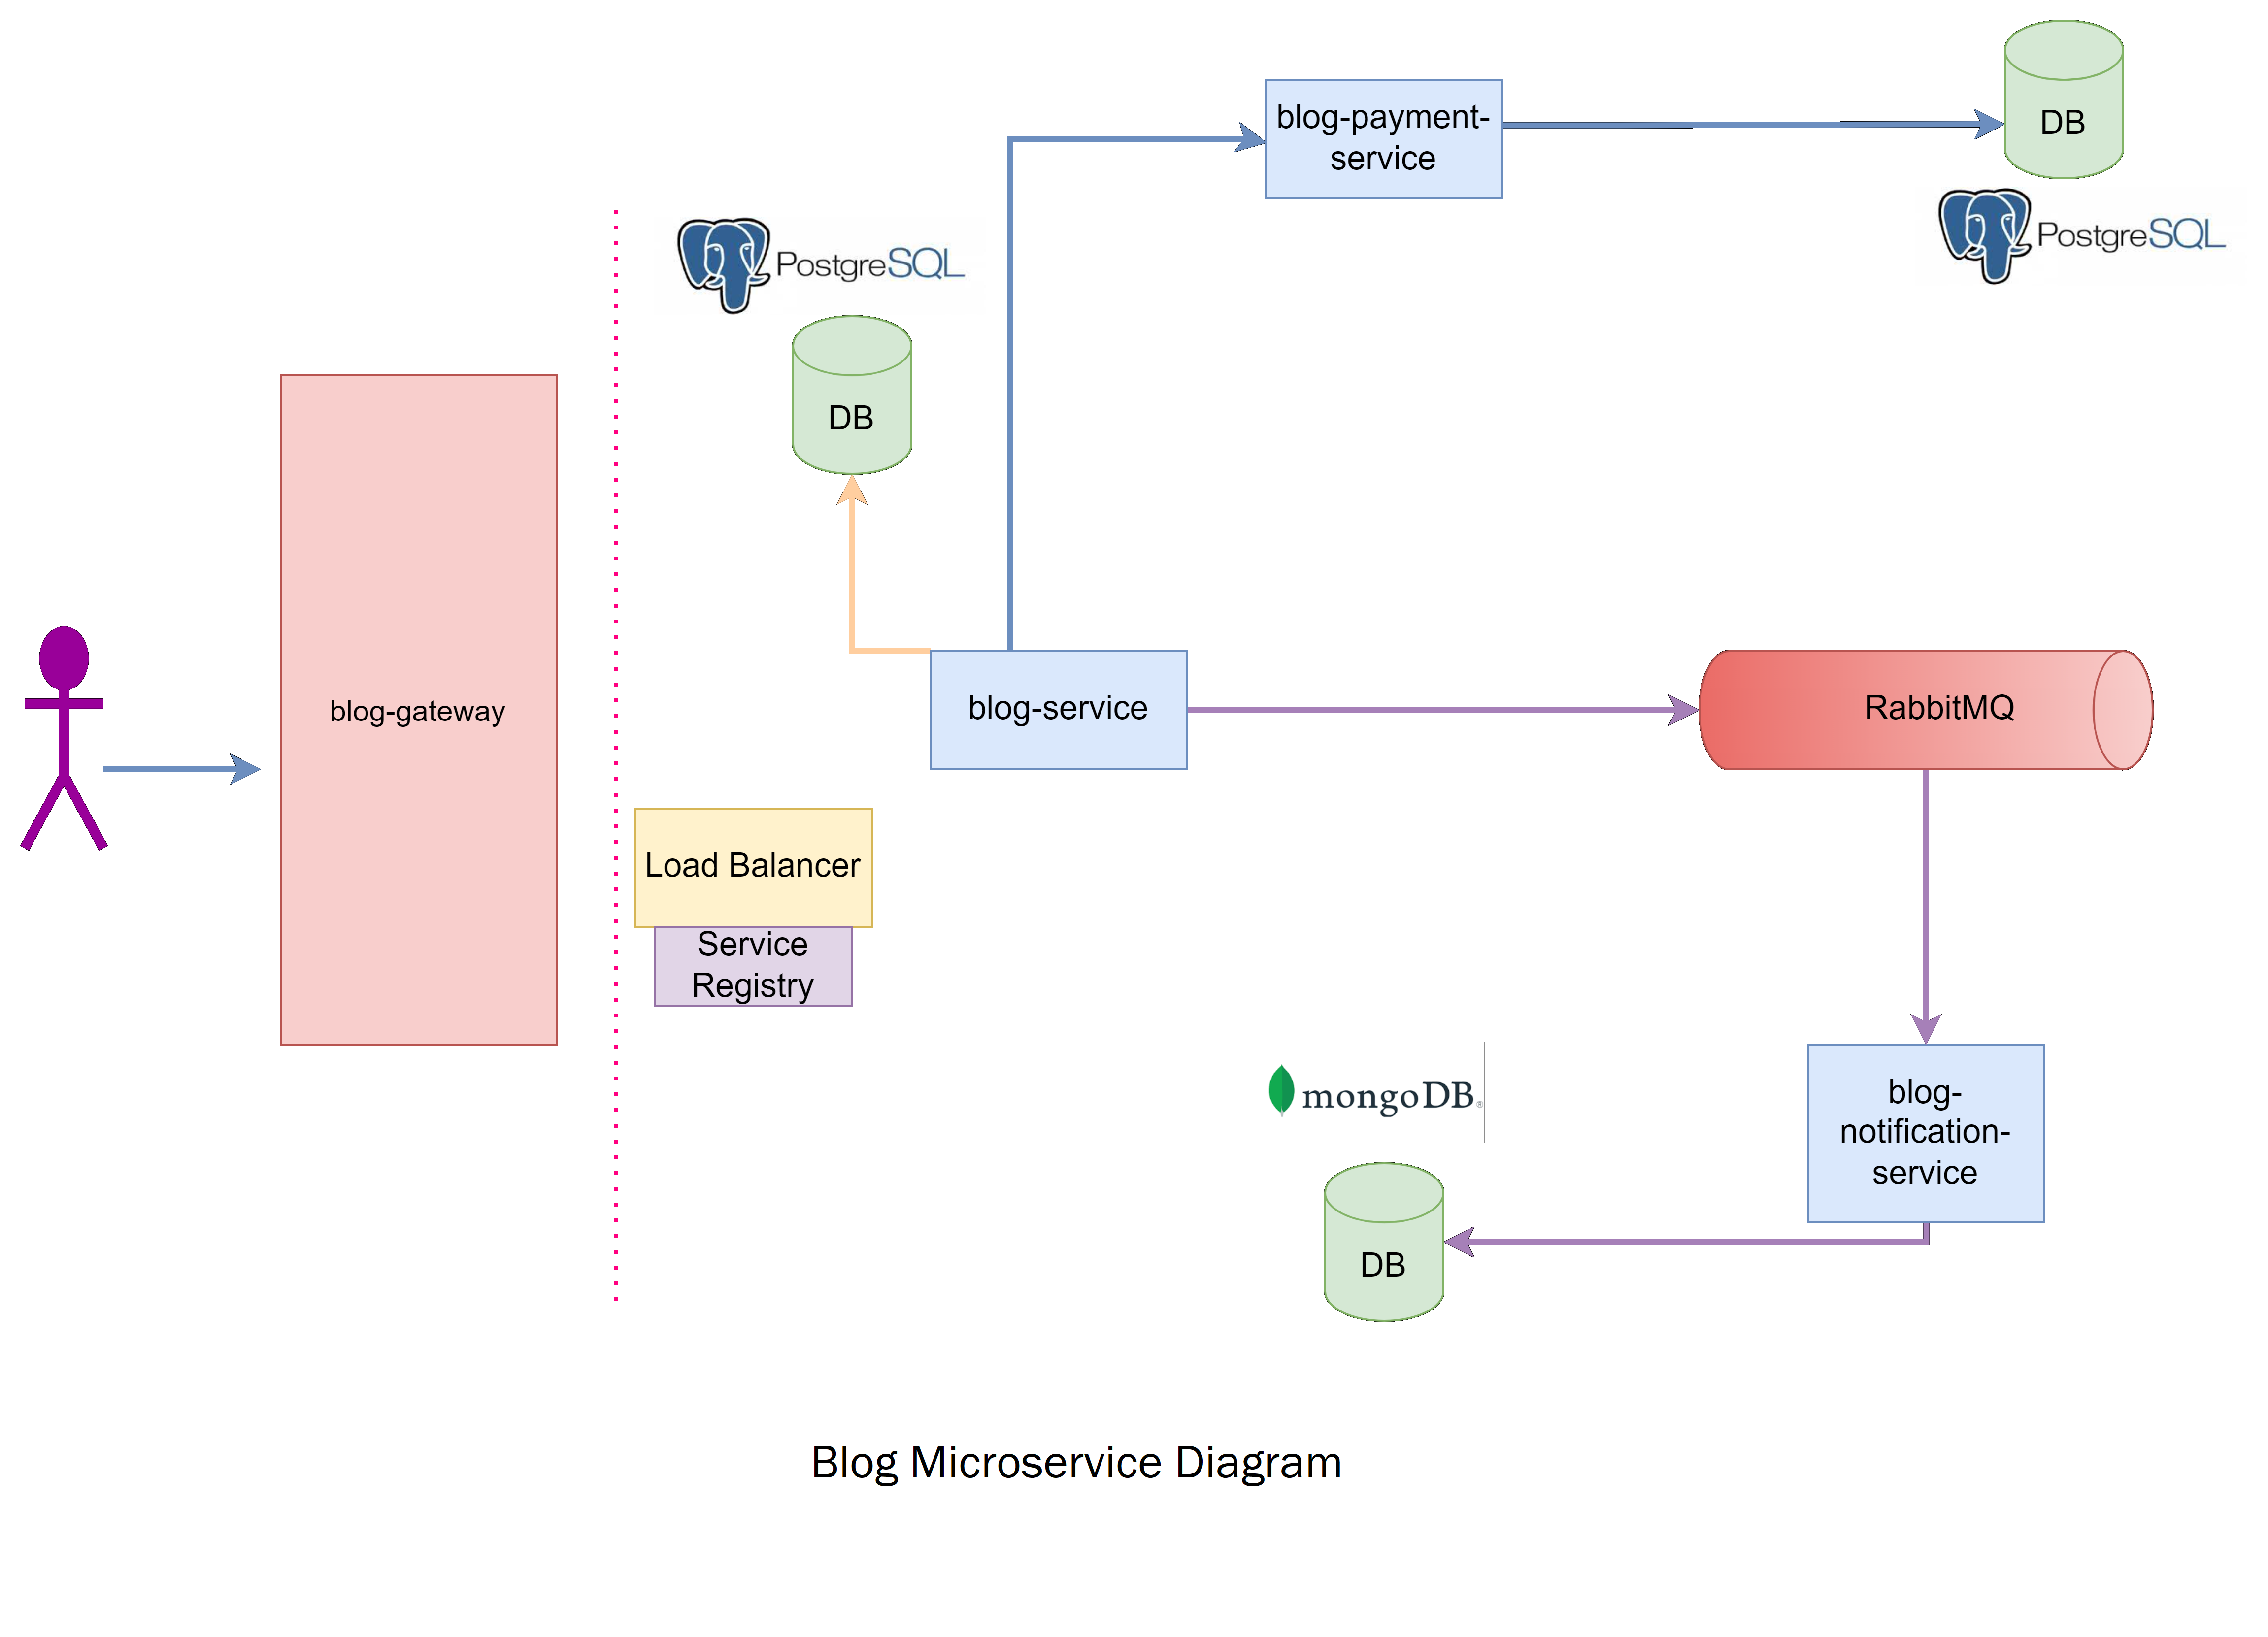 blog-payment-
service
DB
PostgreSQL
PostgreSQL
DB
blog-gateway
blog-service
RabbitMQ
Load Balancer
Service
Registry
mongoDB®
blog-
notification-
service
DB
Blog Microservice Diagram